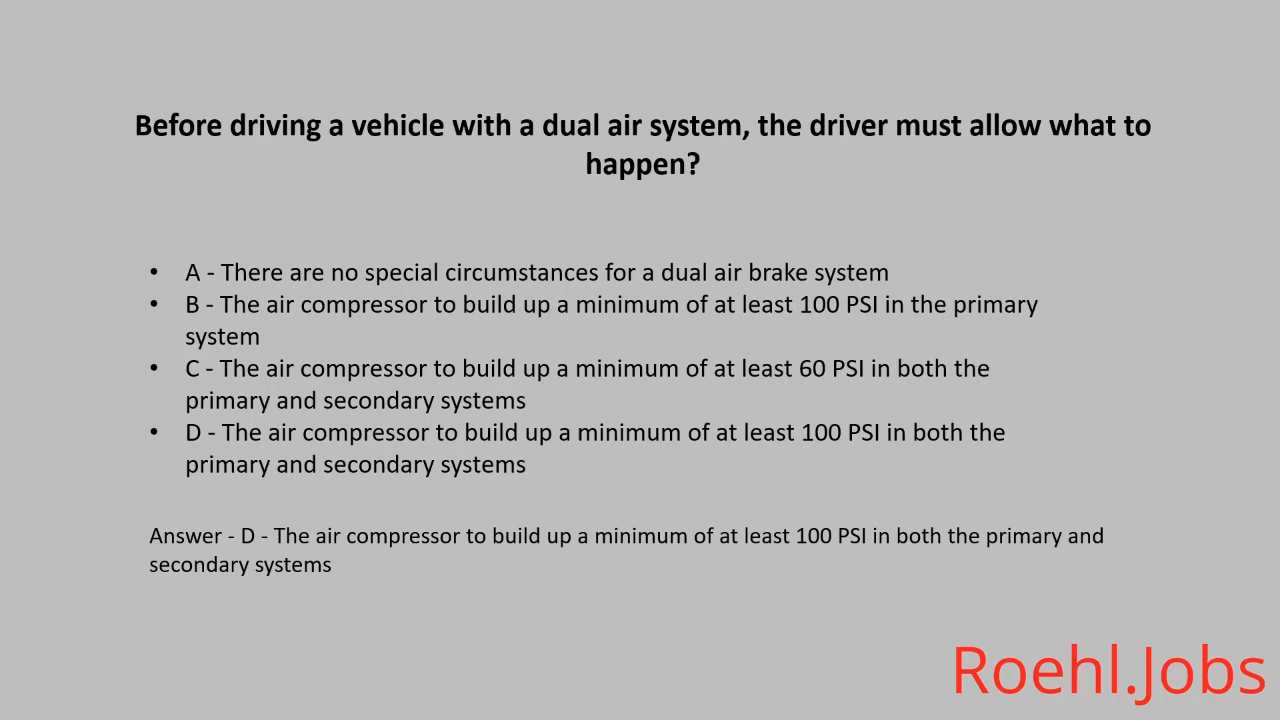 Before driving a vehicle with a dual air system, the driver must allow what to
happen?
• A - There are no special circumstances for a dual air brake system
• B - The air compressor to build up a minimum of at least 100 PSI in the primary
system
• C - The air compressor to build up a minimum of at least 60 PSI in both the
primary and secondary systems
• D - The air compressor to build up a minimum of at least 100 PSI in both the
primary and secondary systems
Answer - D - The air compressor to build up a minimum of at least 100 PSI in both the primary and
secondary systems
Roehl.Jobs